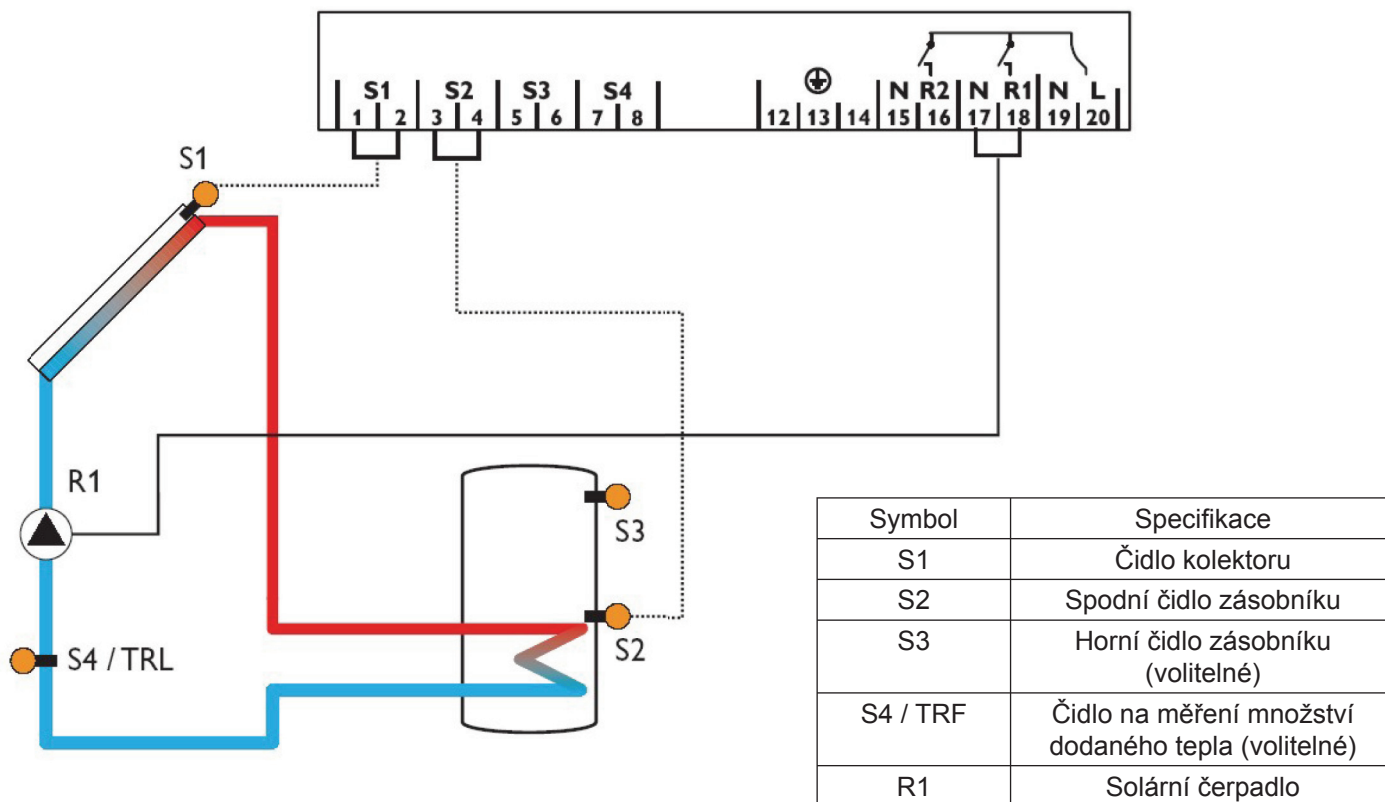 S1 S2 S3 S4 N R2 N R1 N L
1 2 3 4 5 6 7 8 12 13 14 15 16 17 18 19 20
S1
R1
S3
S2
S4 / TRL
Symbol Specifikace
S1 Čidlo kolektoru
S2 Spodní čidlo zásobníku
S3 Horní čidlo zásobníku
(volitelné)
S4 / TRF Čidlo na měření množství
dodaného tepla (volitelné)
R1 Solární čerpadlo